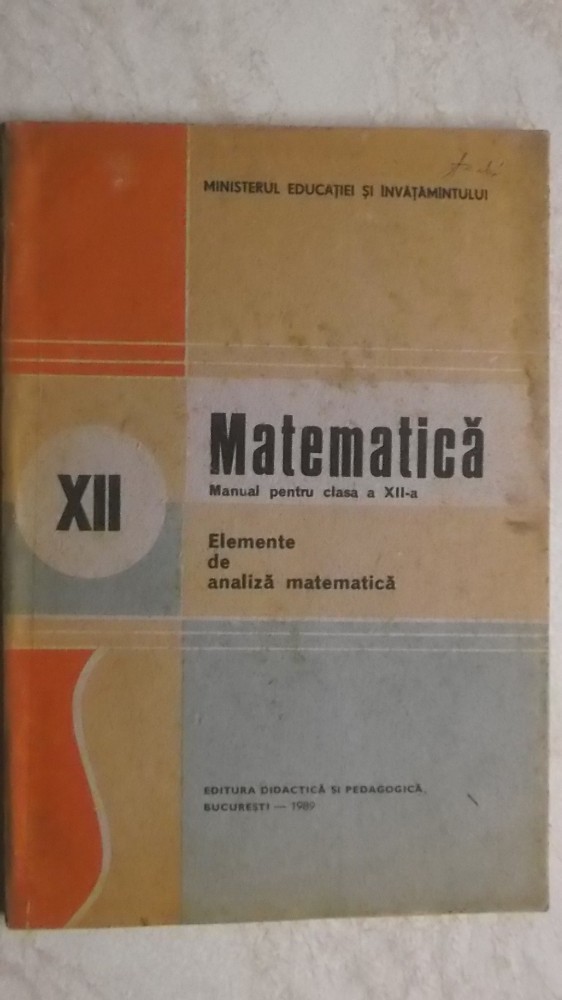 MINISTERUL EDUCAȚIEI ȘI ÎNVĂȚĂMÎNTULUI
Matematică
Manual pentru clasa a XII-a
XII
Elemente
de
analiză matematică
EDITURA DIDACTICĂ ȘI PEDAGOGICĂ,
BUCUREȘTI — 1989